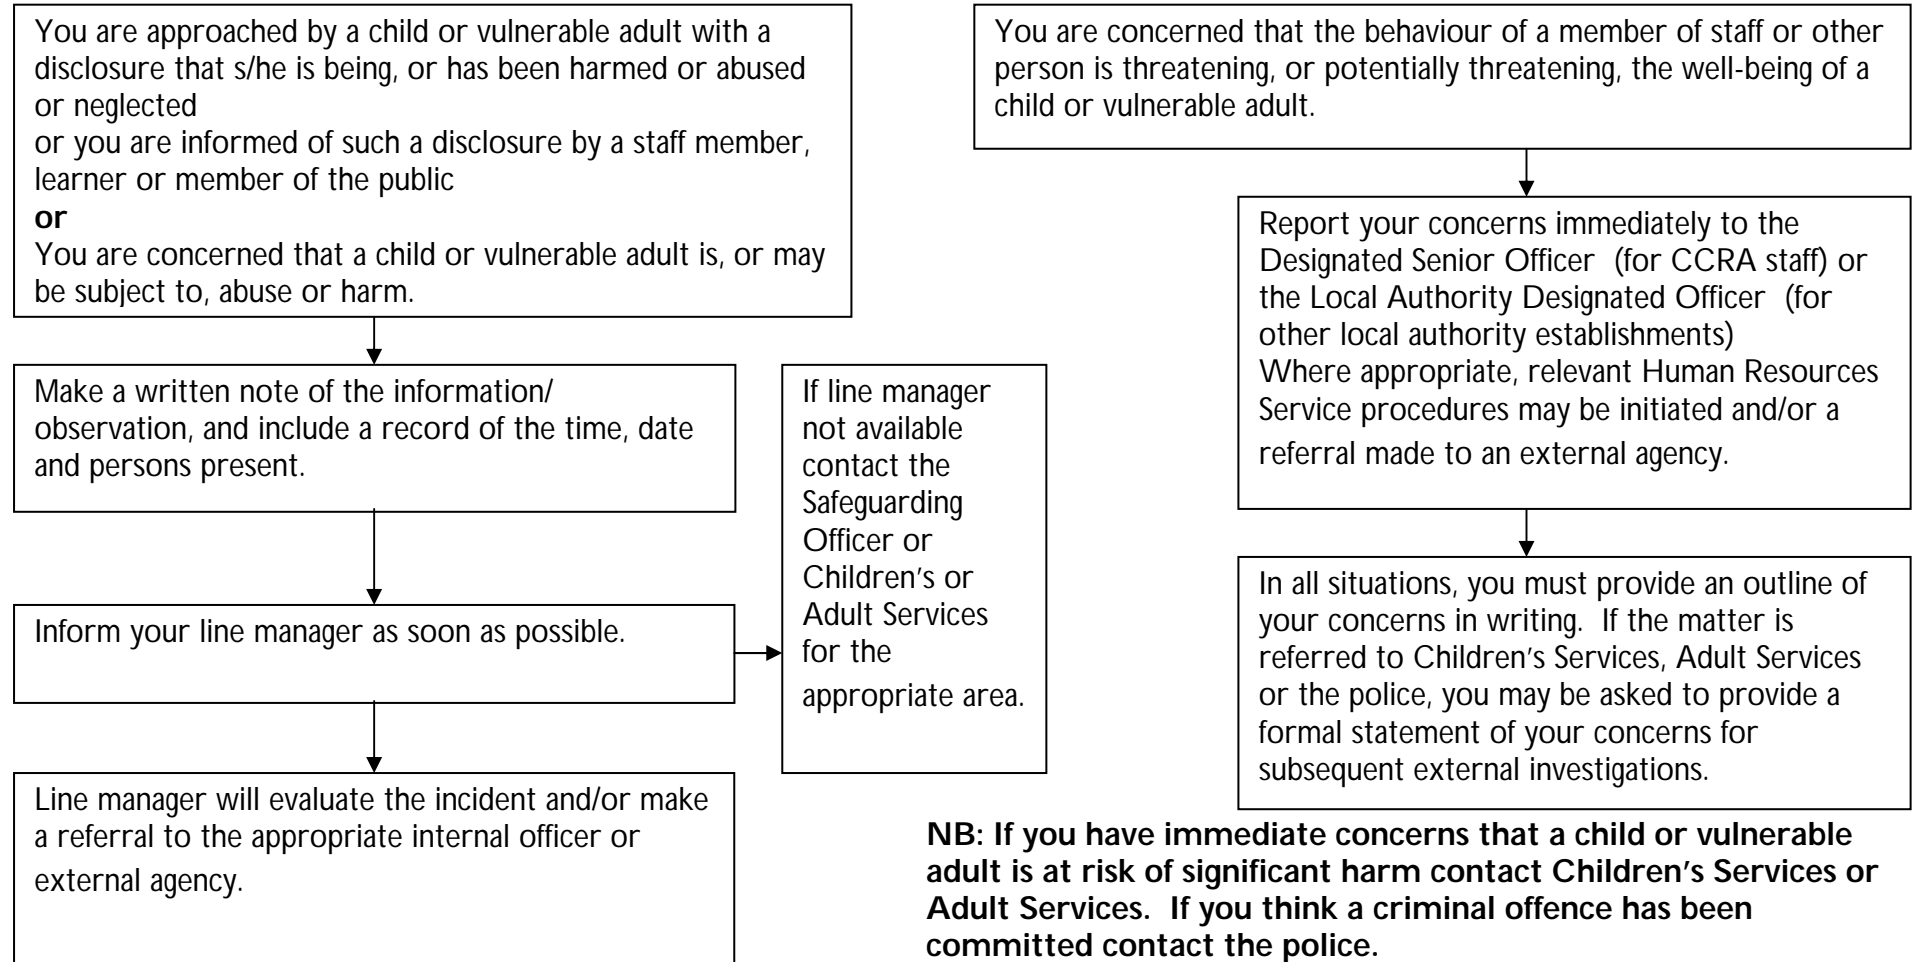 You are approached by a child or vulnerable adult with a
disclosure that s/he is being, or has been harmed or abused
or neglected
or you are informed of such a disclosure by a staff member,
learner or member of the public
or
You are concerned that a child or vulnerable adult is, or may
be subject to, abuse or harm.
Make a written note of the information/
observation, and include a record of the time, date
and persons present.
Inform your line manager as soon as possible.
If line manager
not available
contact the
Safeguarding
Officer or
Children's or
Adult Services
for the
appropriate area.
Line manager will evaluate the incident and/or make
a referral to the appropriate internal officer or
external agency.
You are concerned that the behaviour of a member of staff or other
person is threatening, or potentially threatening, the well-being of a
child or vulnerable adult.
Report your concerns immediately to the
Designated Senior Officer (for CCRA staff) or
the Local Authority Designated Officer (for
other local authority establishments)
Where appropriate, relevant Human Resources
Service procedures may be initiated and/or a
referral made to an external agency.
In all situations, you must provide an outline of
your concerns in writing. If the matter is
referred to Children's Services, Adult Services
or the police, you may be asked to provide a
formal statement of your concerns for
subsequent external investigations.
NB: If you have immediate concerns that a child or vulnerable
adult is at risk of significant harm contact Children's Services or
Adult Services. If you think a criminal offence has been
committed contact the police.